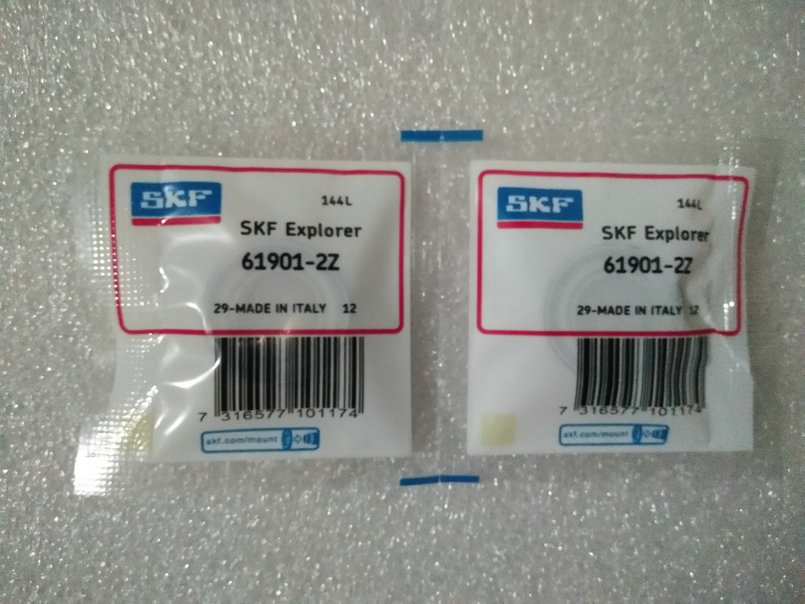 SKF
144L
SKF Explorer
61901-2Z
29-MADE IN ITALY 12
7 316577 101174
skf.com/mount
SKF
144L
SKF Explorer
61901-2Z
29-MADE IN ITALY 12
7 316577 101174
skf.com/mount